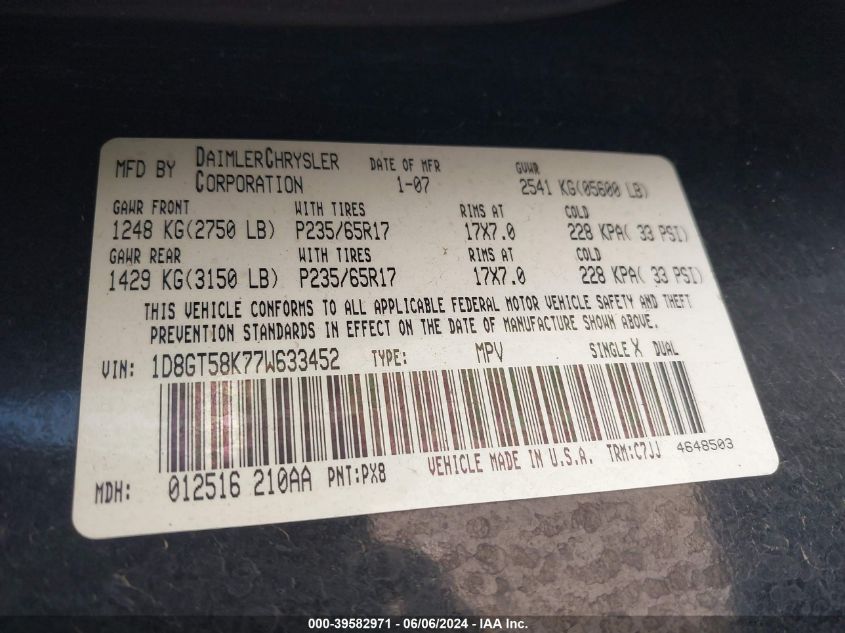 MFD BY DAIMLERCHRYSLER CORPORATION DATE OF MFR 1-07 GVWR 2541 KG(05600 LB)
GAWR FRONT WITH TIRES RIMS AT COLD
1248 KG(2750 LB) P235/65R17 17X7.0 228 KPA( 33 PSI)
GAWR REAR WITH TIRES RIMS AT COLD
1429 KG(3150 LB) P235/65R17 17X7.0 228 KPA( 33 PSI)
THIS VEHICLE CONFORMS TO ALL APPLICABLE FEDERAL MOTOR VEHICLE SAFETY AND THEFT
PREVENTION STANDARDS IN EFFECT ON THE DATE OF MANUFACTURE SHOWN ABOVE.
VIN: 1D8GT58K77W633452 TYPE: MPV SINGLE X DUAL
MDH: 012516 210AA PNT:PX8 VEHICLE MADE IN U.S.A. TRM:C7JJ 4648503
000-39582971 - 06/06/2024 - IAA Inc.